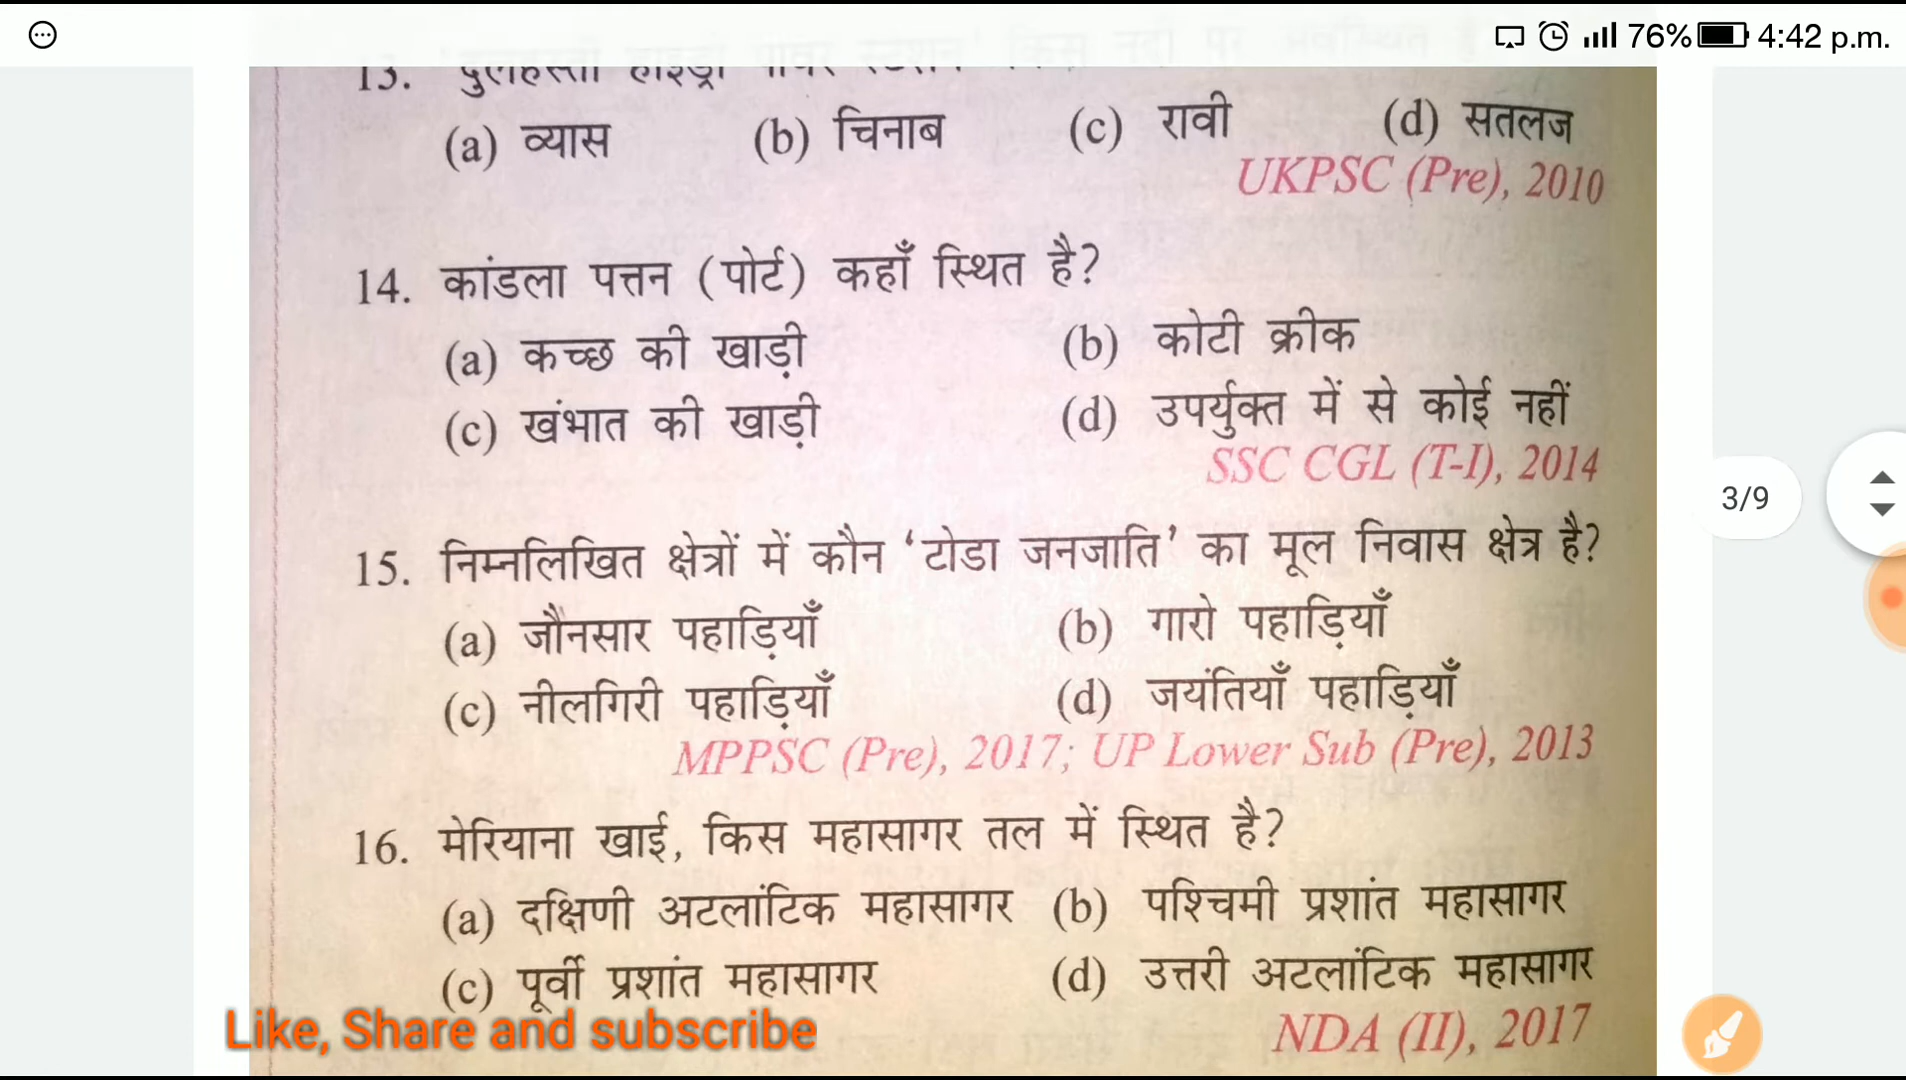 76% 4:42 p.m.
13. दुलहस्ती हाइड्रो
(a) व्यास (b) चिनाब (c) रावी (d) सतलज
UKPSC (Pre), 2010
14. कांडला पत्तन (पोर्ट) कहाँ स्थित है?
(a) कच्छ की खाड़ी (b) कोटी क्रीक
(c) खंभात की खाड़ी (d) उपर्युक्त में से कोई नहीं
SSC CGL (T-I), 2014
3/9
15. निम्नलिखित क्षेत्रों में कौन ‘टोडा जनजाति’ का मूल निवास क्षेत्र है?
(a) जौनसार पहाड़ियाँ (b) गारो पहाड़ियाँ
(c) नीलगिरी पहाड़ियाँ (d) जयंतियाँ पहाड़ियाँ
MPPSC (Pre), 2017; UP Lower Sub (Pre), 2013
16. मेरियाना खाई, किस महासागर तल में स्थित है?
(a) दक्षिणी अटलांटिक महासागर (b) पश्चिमी प्रशांत महासागर
(c) पूर्वी प्रशांत महासागर (d) उत्तरी अटलांटिक महासागर
Like, Share and subscribe
NDA (II), 2017